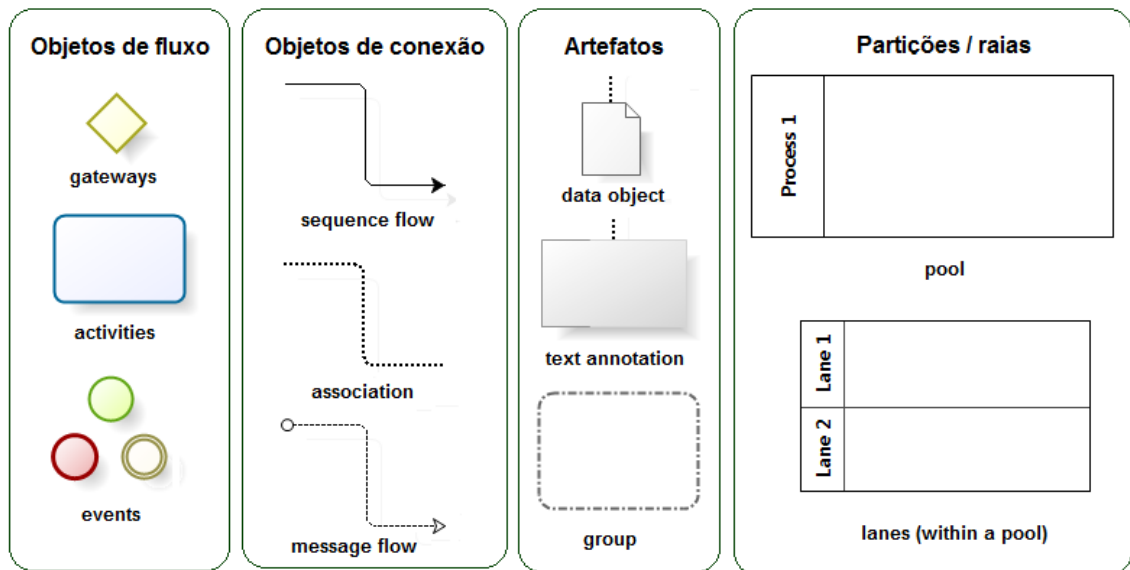 Objetos de fluxo
gateways
activities
events
Objetos de conexão
sequence flow
association
message flow
Artefatos
data object
text annotation
group
Partições / raias
Process 1
pool
Lane 1
Lane 2
lanes (within a pool)